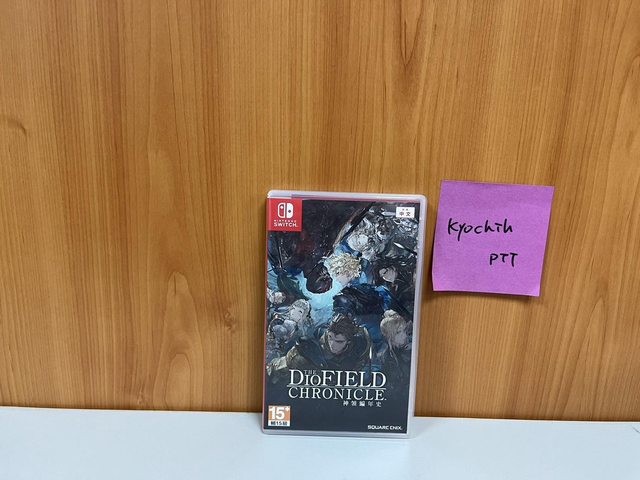 NINTENDO
SWITCH
中文
THE
DIOFIELD
CHRONICLE
神領編年史
15+
輔15級
SQUARE ENIX
Kyochih
PTT